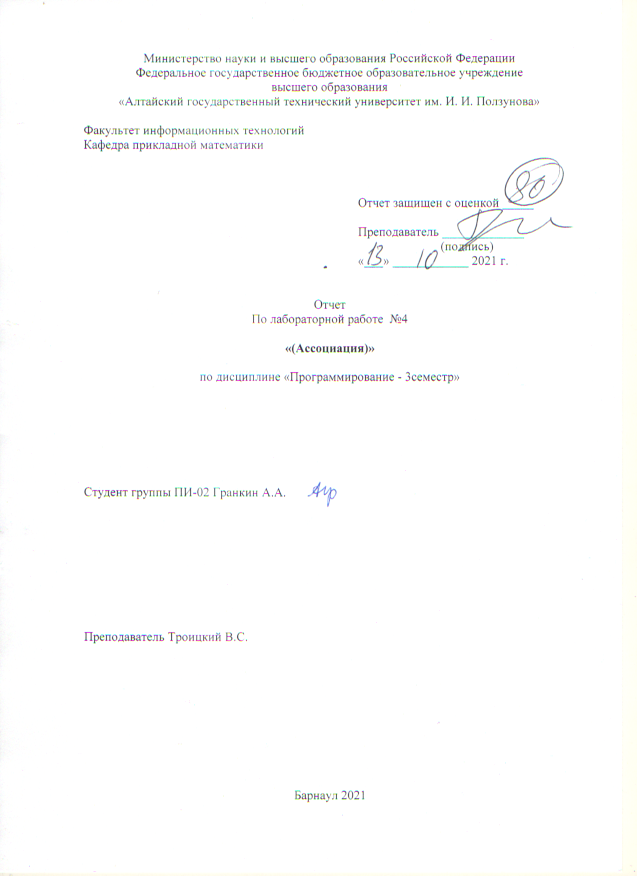 Министерство науки и высшего образования Российской Федерации
Федеральное государственное бюджетное образовательное учреждение
высшего образования
«Алтайский государственный технический университет им. И. И. Ползунова»
Факультет информационных технологий
Кафедра прикладной математики
Отчет защищен с оценкой 80
Преподаватель
(подпись)
«13» 10 2021 г.
Отчет
По лабораторной работе №4
«(Ассоциация)»
по дисциплине «Программирование - 3семестр»
Студент группы ПИ-02 Гранкин А.А.
Преподаватель Троицкий В.С.
Барнаул 2021